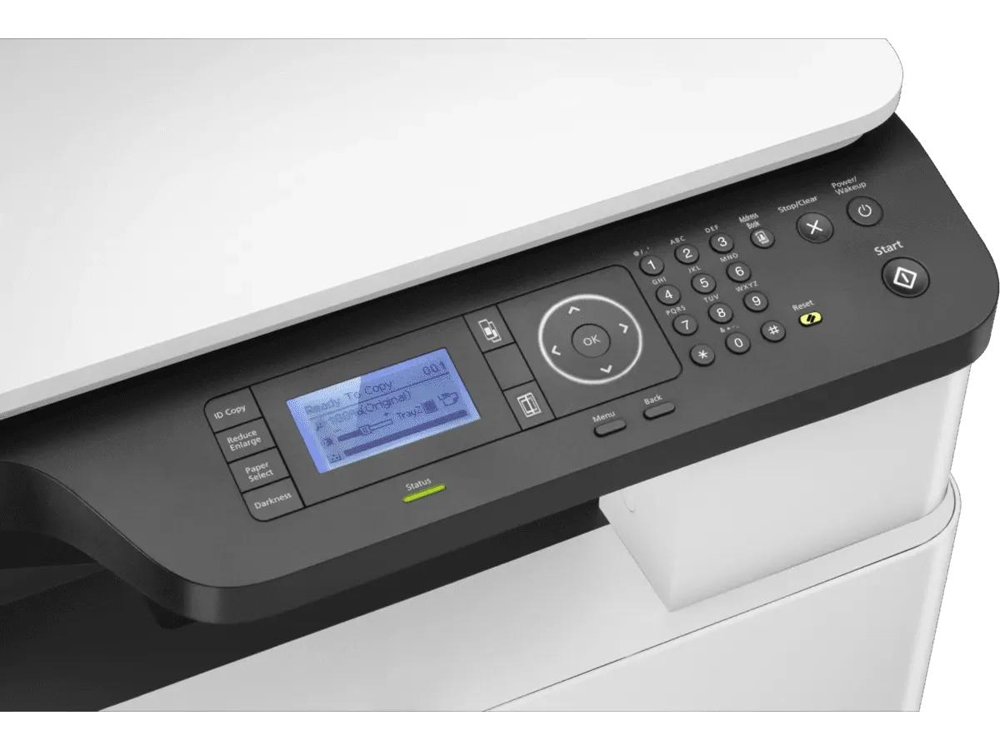 ID Copy
Reduce
Enlarge
Paper
Select
Darkness
Ready To Copy 001
100%(Original)
Tray2
LTR
Status
OK
Menu
Back
@/.'
1
ABC
2
DEF
3
Address
Book
GHI
4
JKL
5
MNO
6
PQRS
7
TUV
8
WXYZ
9
*
0
#
Reset
Stop/Clear
Power/
Wakeup
Start